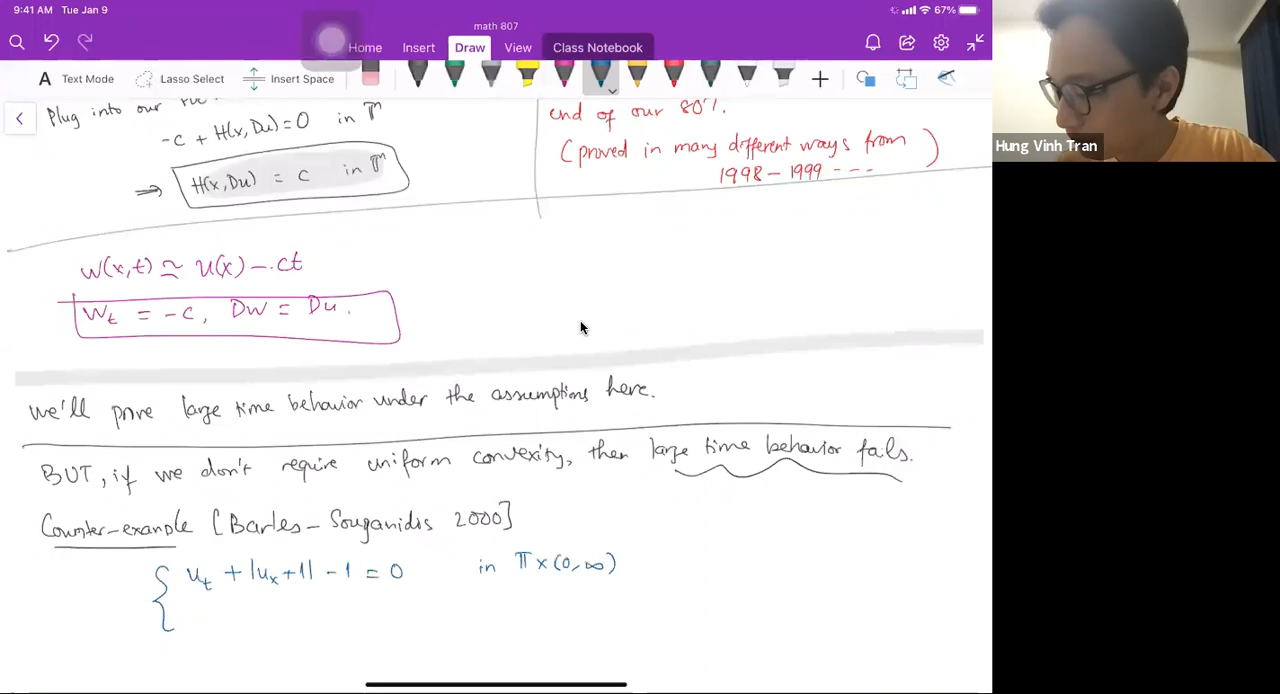 9:41 AM Tue Jan 9
67%
math 807
Home Insert Draw View Class Notebook
A Text Mode Lasso Select Insert Space
Plug into our
-c + H(x, Du) = 0 in 𝕋ⁿ
⇒ H(x, Du) = c in 𝕋ⁿ
end of our 80%.
(proved in many different ways from
1998 – 1999 - - -
)
w(x,t) ≃ u(x) – ct
w_t = -c, Dw = Du.
we'll prove large time behavior under the assumptions here.
BUT, if we don't require uniform convexity, then large time behavior fails.
Counter-example [Barles – Souganidis 2000]
{ u_t + |u_x + 1| - 1 = 0 in 𝕋 × (0, ∞)
Hung Vinh Tran